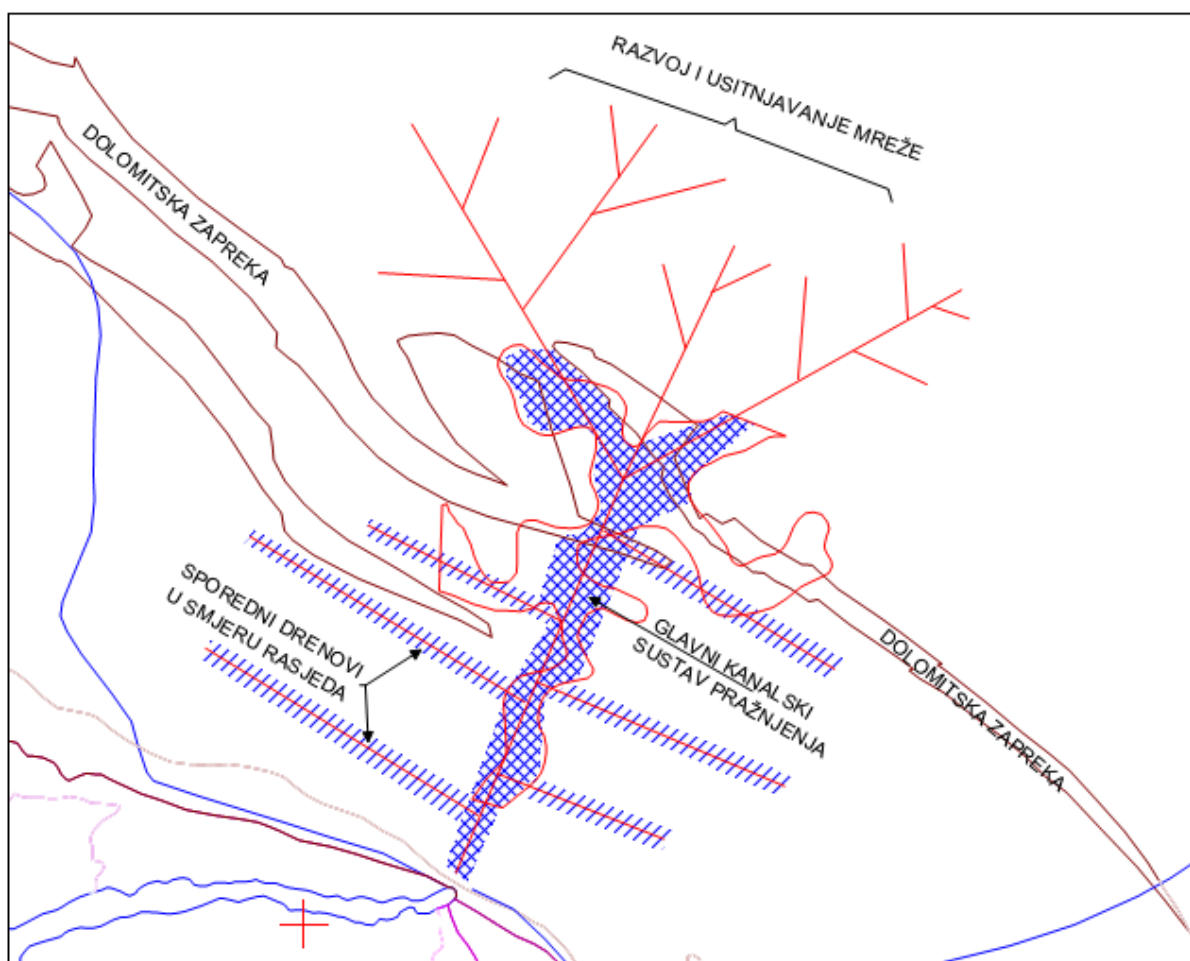 RAZVOJ I USITNJAVANJE MREŽE
DOLOMITSKA ZAPREKA
SPOREDNI DRENOVI
U SMJERU RASJEDA
GLAVNI KANALSKI
SUSTAV PRAŽNJENJA
DOLOMITSKA ZAPREKA